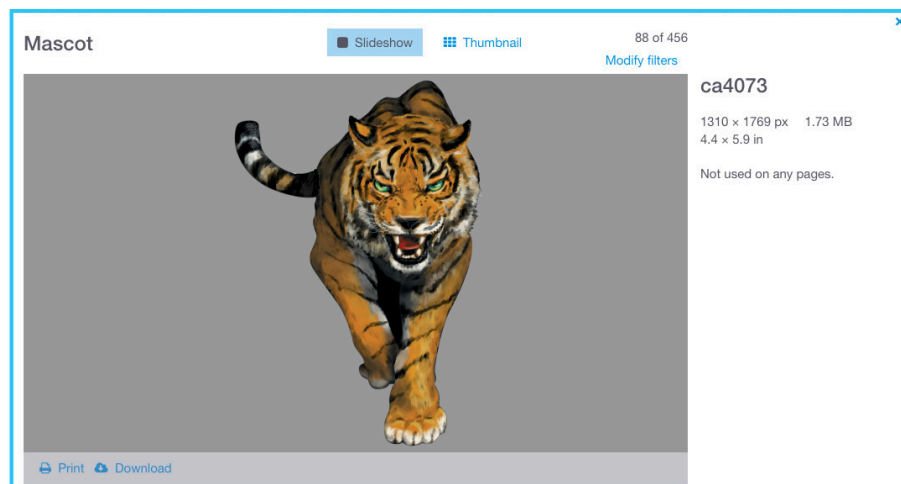 Mascot
Slideshow
Thumbnail
88 of 456
Modify filters
×
ca4073
1310 × 1769 px 1.73 MB
4.4 × 5.9 in
Not used on any pages.
Print Download